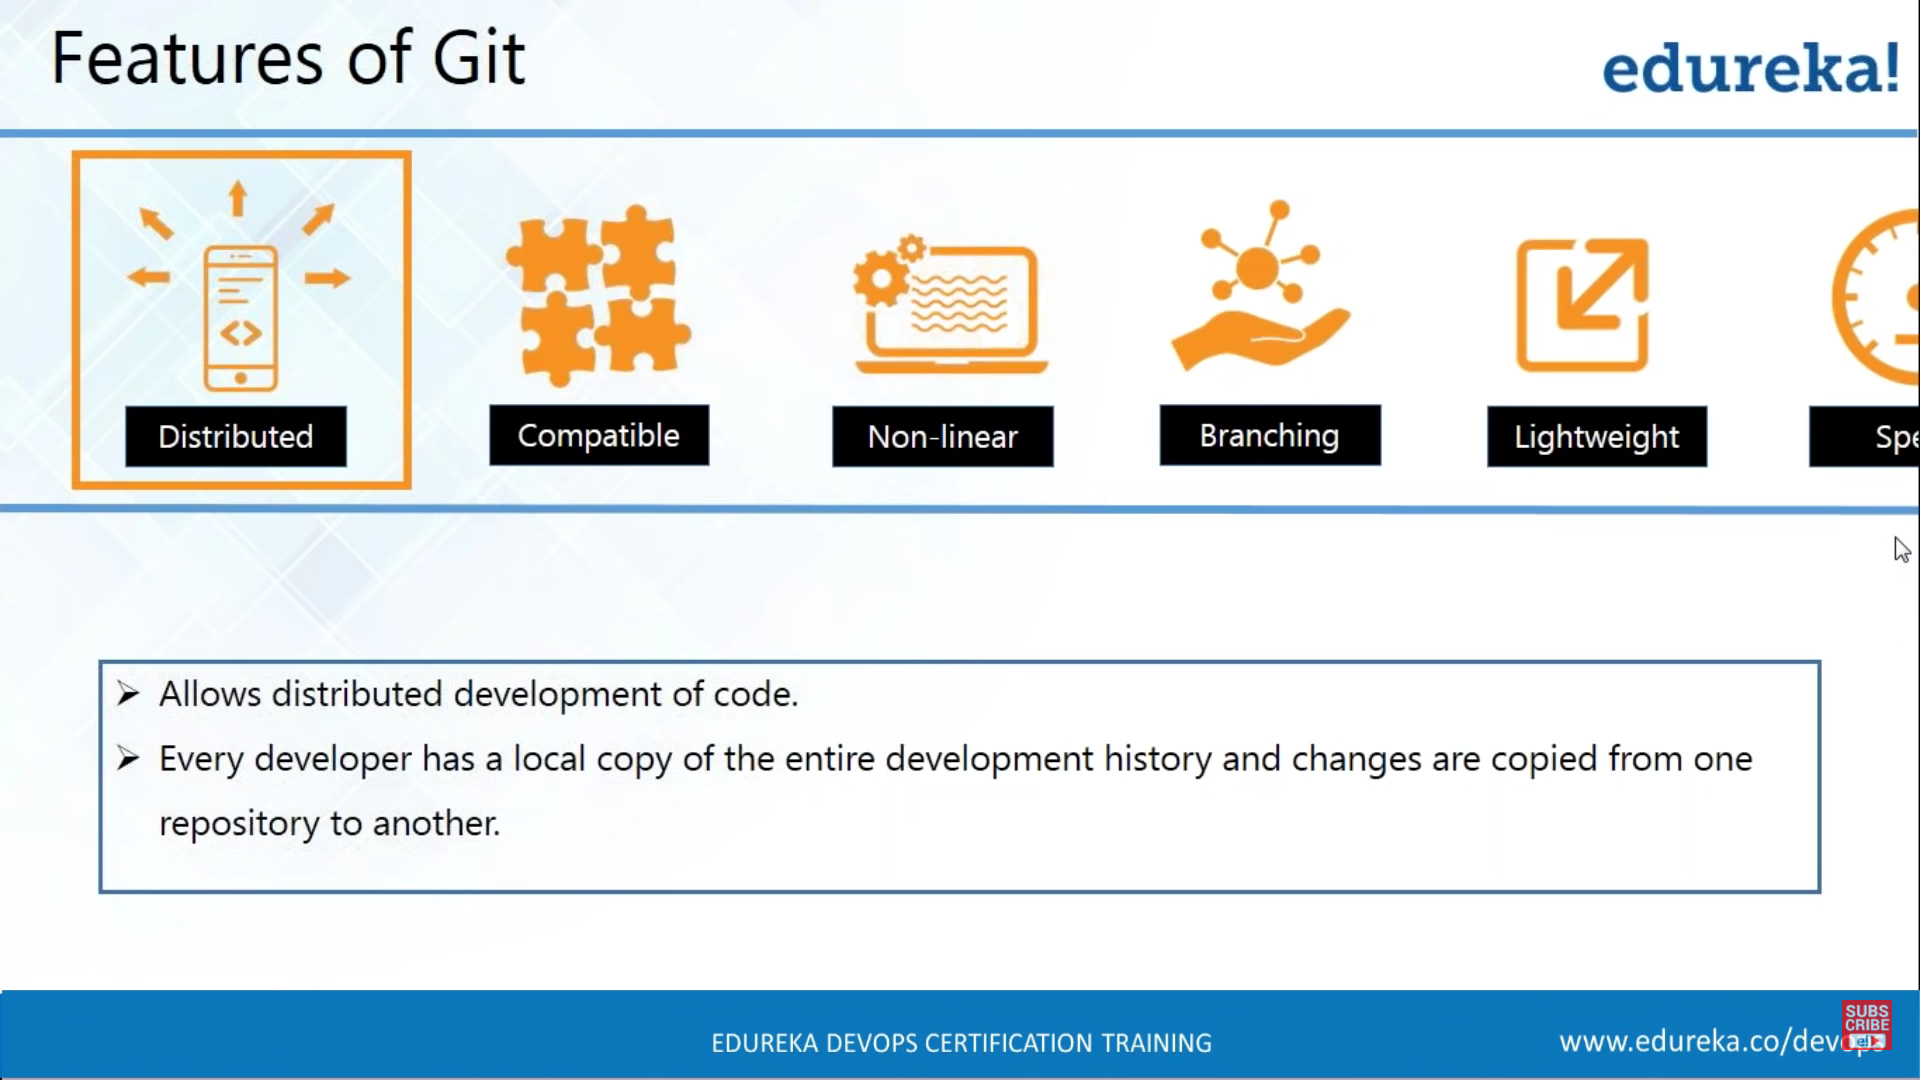 Features of Git
edureka!
Distributed
Compatible
Non-linear
Branching
Lightweight
Spe
Allows distributed development of code.
Every developer has a local copy of the entire development history and changes are copied from one
repository to another.
EDUREKA DEVOPS CERTIFICATION TRAINING
www.edureka.co/devops
SUBS
CRIBE
e!